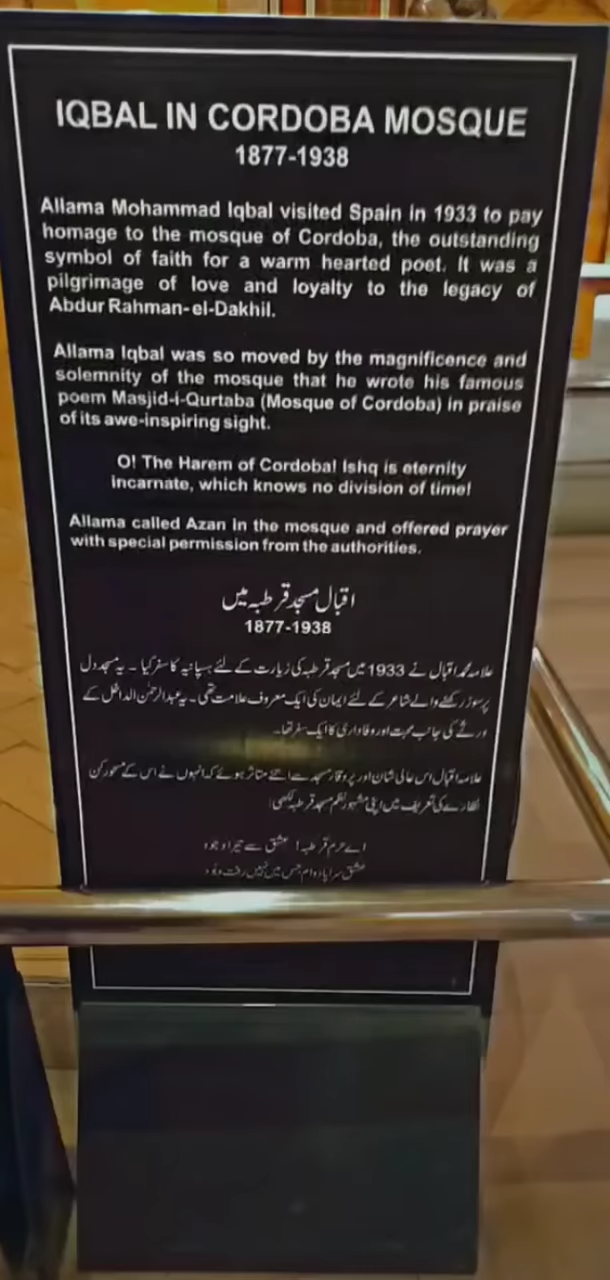 IQBAL IN CORDOBA MOSQUE
1877-1938
Allama Mohammad Iqbal visited Spain in 1933 to pay
homage to the mosque of Cordoba, the outstanding
symbol of faith for a warm hearted poet. It was a
pilgrimage of love and loyalty to the legacy of
Abdur Rahman-el-Dakhil.
Allama Iqbal was so moved by the magnificence and
solemnity of the mosque that he wrote his famous
poem Masjid-i-Qurtaba (Mosque of Cordoba) in praise
of its awe-inspiring sight.
O! The Harem of Cordoba! Ishq is eternity
incarnate, which knows no division of time!
Allama called Azan in the mosque and offered prayer
with special permission from the authorities.
اقبال مسجد قرطبہ میں
1877-1938
علامہ محمد اقبال نے 1933 میں مسجد قرطبہ کی زیارت کے لئے ہسپانیہ کا سفر کیا ۔ یہ مسجد دل
پرسوز رکھنے والے شاعر کے لئے ایمان کی ایک معروف علامت تھی ۔ یہ عبدالرحمٰن الداخل کے
ورثے کی جانب محبت اور وفاداری کا ایک سفر تھا۔
علامہ اقبال اس عالی شان اور پروقار مسجد سے اتنے متاثر ہوئے کہ انہوں نے اس کے مسحور کن
نظارے کی تعریف میں اپنی مشہور نظم مسجد قرطبہ لکھی:
اے حرم قرطبہ! عشق سے تیرا وجود
عشق سراپا دوام جس میں نہیں رفت و بود